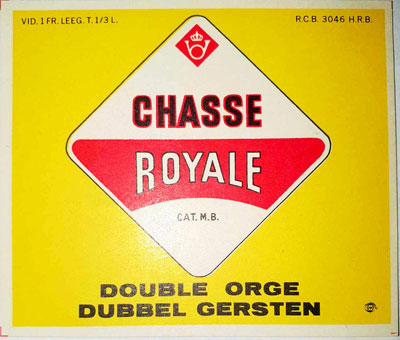 VID. 1 FR. LEEG. T. 1/3 L.
R.C.B. 3046 H.R.B.
CHASSE
ROYALE
CAT. M.B.
DOUBLE ORGE
DUBBEL GERSTEN